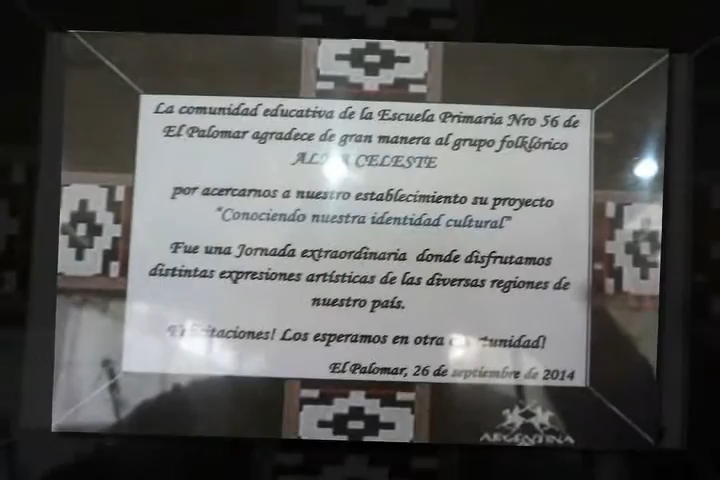 La comunidad educativa de la Escuela Primaria Nro 56 de
El Palomar agradece de gran manera al grupo folklórico
CELESTE
por acercarnos a nuestro establecimiento su proyecto
"Conociendo nuestra identidad cultural"
Fue una Jornada extraordinaria donde disfrutamos
distintas expresiones artísticas de las diversas regiones de
nuestro país.
Los esperamos en otra
El Palomar, 26 de septiembre de 2014
ARGENTINA